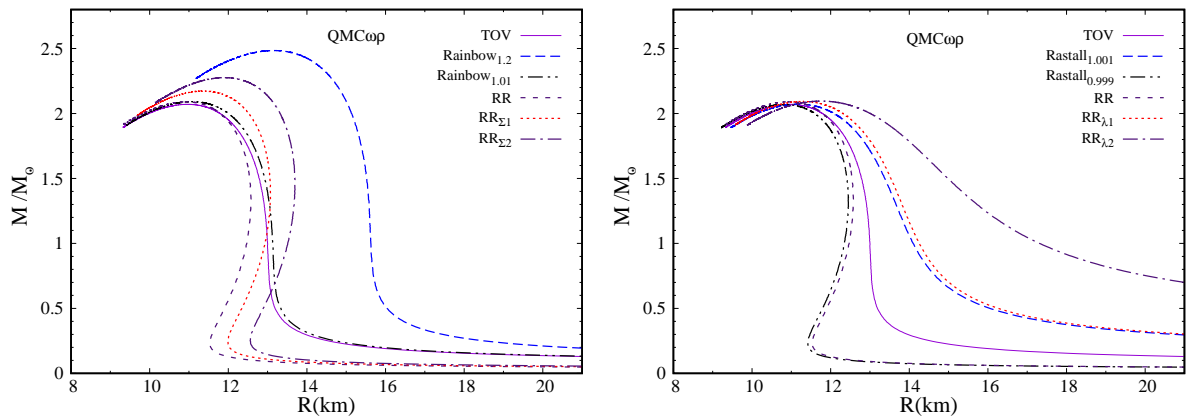 QMCωρ
TOV
Rainbow1.2
Rainbow1.01
RR
RRΣ1
RRΣ2
M /M⊙
3
2.5
2
1.5
1
0.5
0
8 10 12 14 16 18 20
R(km)
QMCωρ
TOV
Rastall1.001
Rastall0.999
RR
RRλ1
RRλ2
M /M⊙
3
2.5
2
1.5
1
0.5
0
8 10 12 14 16 18 20
R(km)